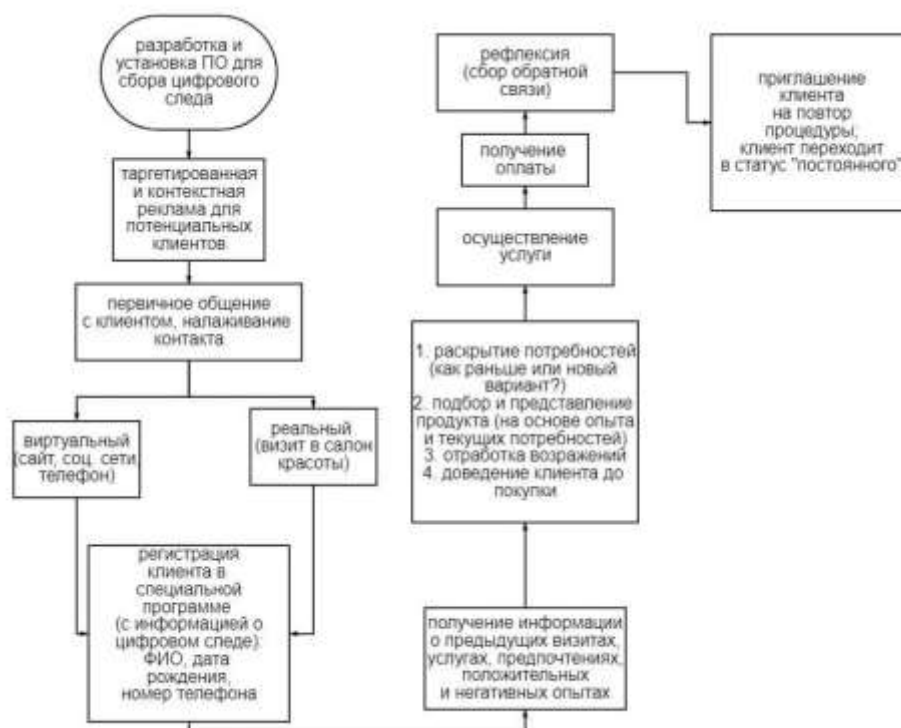 разработка и
установка ПО для
сбора цифрового
следа
таргетированная
и контекстная
реклама для
потенциальных
клиентов
первичное общение
с клиентом, налаживание
контакта
виртуальный
(сайт, соц. сети,
телефон)
реальный
(визит в салон
красоты)
регистрация
клиента в
специальной
программе
(с информацией о
цифровом следе):
ФИО, дата
рождения,
номер телефона
получение информации
о предыдущих визитах,
услугах, предпочтениях,
положительных
и негативных опытах
1. раскрытие потребностей
(как раньше или новый
вариант?)
2. подбор и представление
продукта (на основе опыта
и текущих потребностей)
3. отработка возражений
4. доведение клиента до
покупки
осуществление
услуги
получение
оплаты
рефлексия
(сбор обратной
связи)
приглашение
клиента
на повтор
процедуры;
клиент переходит
в статус "постоянного"